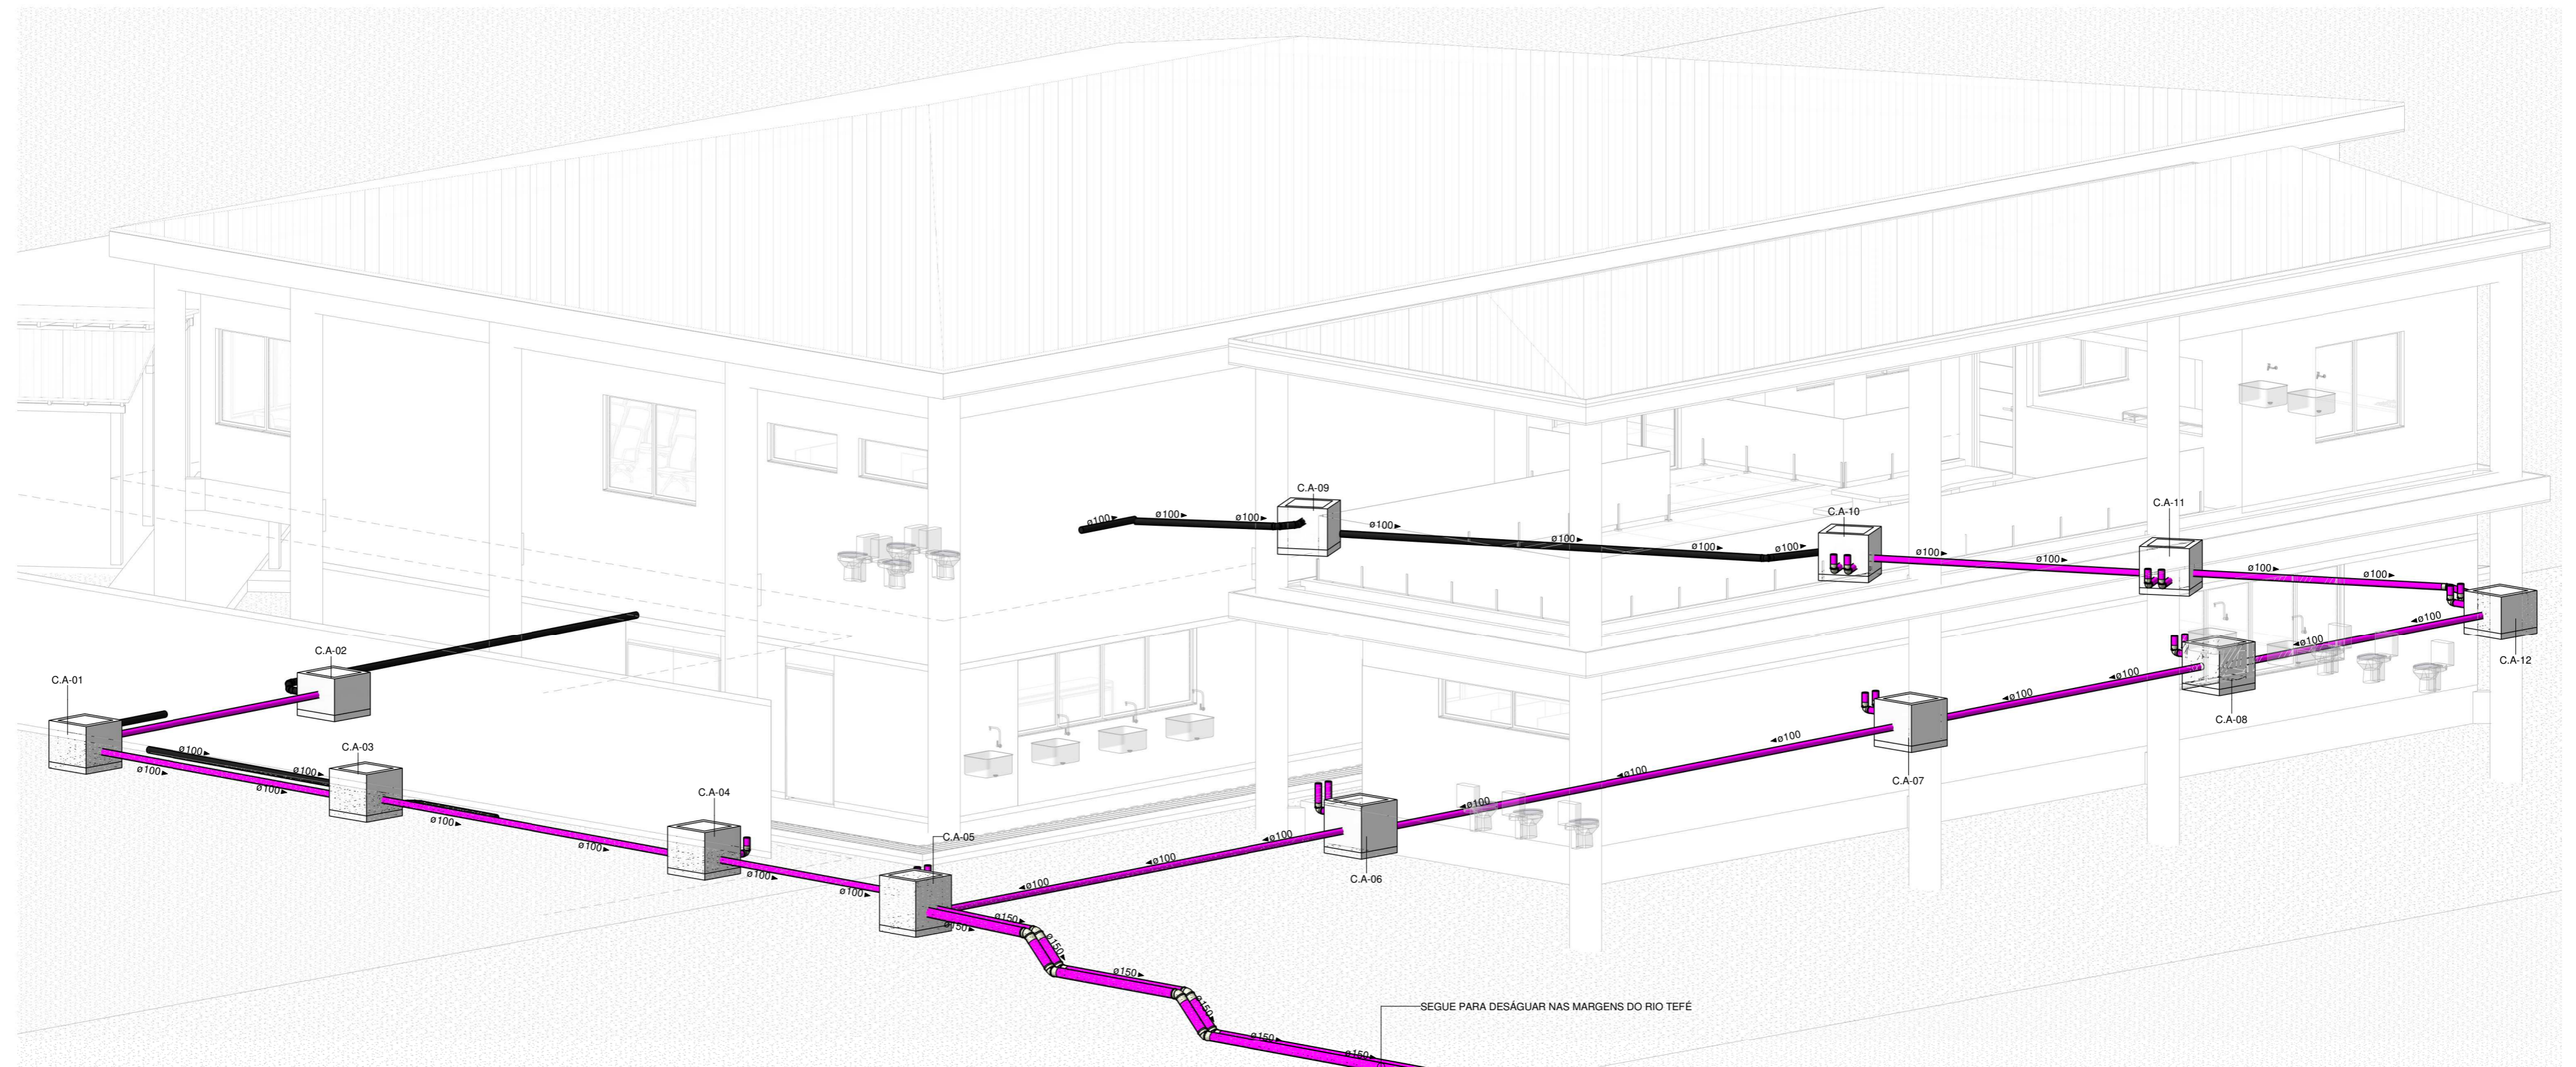 C.A-09
ø100►
ø100►
ø100►
ø100►
ø100►
ø100►
ø100►
C.A-10
ø100►
ø100►
C.A-11
ø100►
ø100►
◄ø100
◄ø100
C.A-12
C.A-08
◄ø100
◄ø100
C.A-07
◄ø100
◄ø100
◄ø100
C.A-06
◄ø100
◄ø100
◄ø100
C.A-02
C.A-01
C.A-03
ø100►
ø100►
ø100►
ø100►
ø100►
ø100►
C.A-04
ø100►
ø100►
C.A-05
ø150►
ø150►
ø150►
ø150►
ø150►
ø150►
ø150►
SEGUE PARA DESÁGUAR NAS MARGENS DO RIO TEFÉ